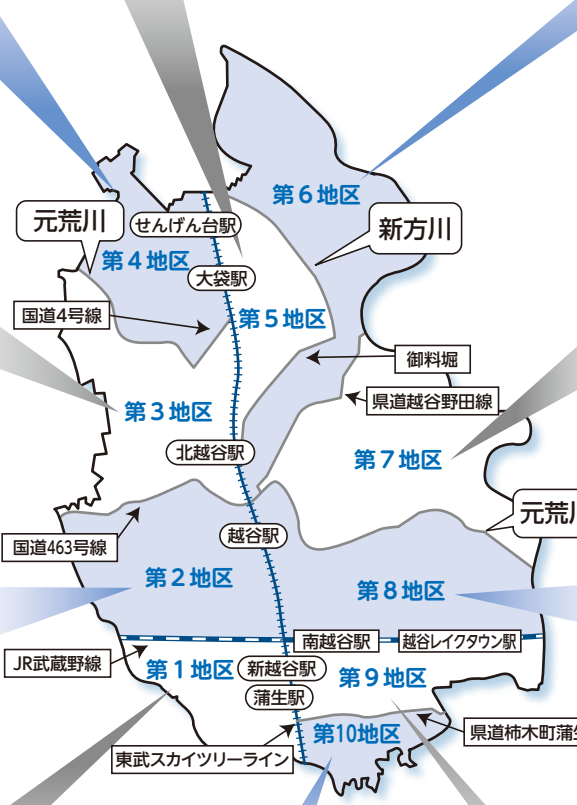 第6地区
元荒川
せんげん台駅
新方川
第4地区
大袋駅
国道4号線
第5地区
御料堀
県道越谷野田線
第3地区
北越谷駅
第7地区
元荒川
越谷駅
国道463号線
第2地区
第8地区
南越谷駅
越谷レイクタウン駅
JR武蔵野線
第1地区
新越谷駅
第9地区
蒲生駅
第10地区
県道柿木町蒲生
東武スカイツリーライン